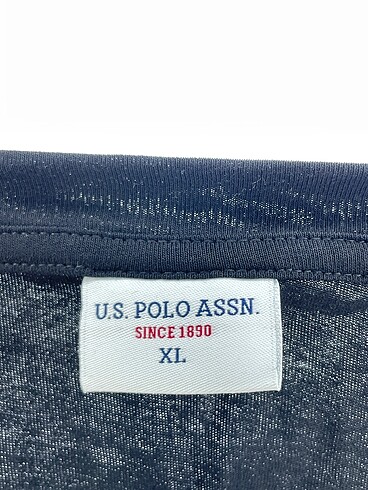 U.S. POLO ASSN.
SINCE 1890
XL